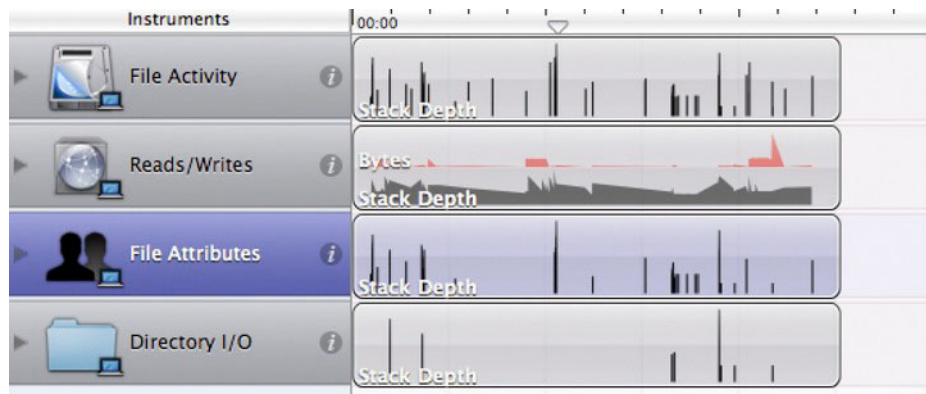 Instruments
00:00
File Activity
Stack Depth
Reads/Writes
Bytes
Stack Depth
File Attributes
Stack Depth
Directory I/O
Stack Depth